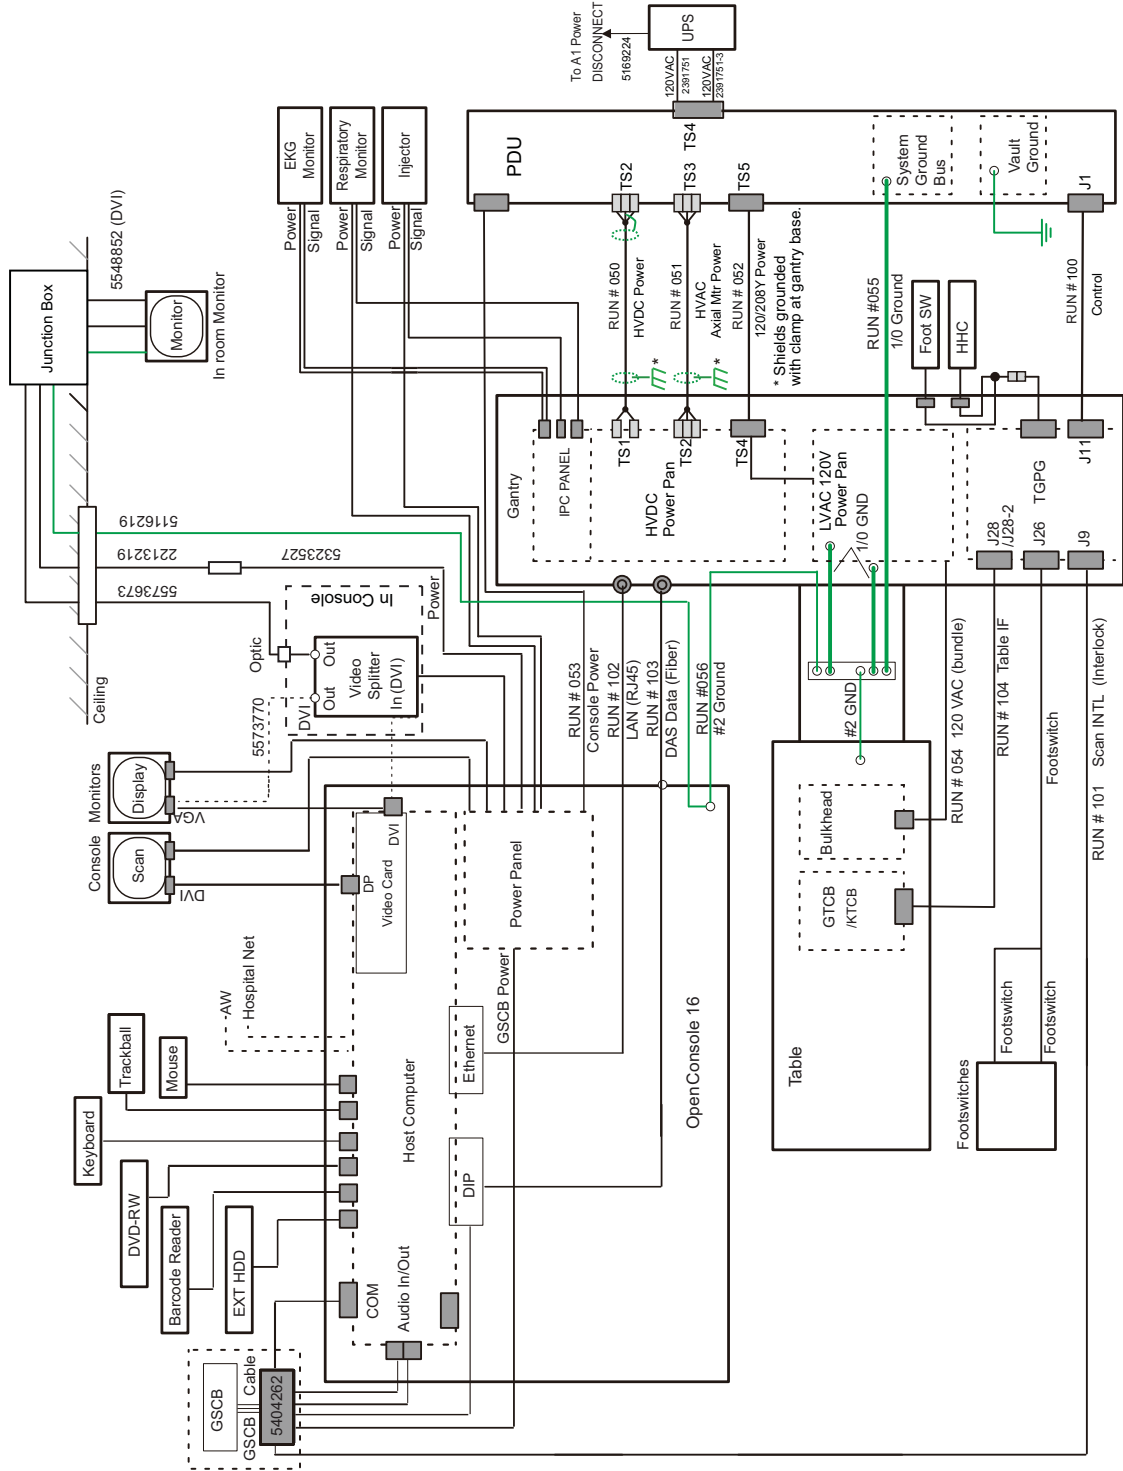 To A1 Power
DISCONNECT
5169224
UPS
120VAC
2391751
120VAC
2391751-3
TS4
PDU
TS2
TS3
TS5
System
Ground
Bus
Vault
Ground
J1
EKG
Monitor
Respiratory
Monitor
Injector
Power
Signal
Power
Signal
Power
Signal
5548852 (DVI)
Junction Box
Monitor
In room Monitor
RUN # 050
HVDC Power
RUN # 051
HVAC
Axial Mtr Power
RUN # 052
120/208Y Power
* Shields grounded
with clamp at gantry base.
*
*
RUN #055
1/0 Ground
Foot SW
HHC
RUN # 100
Control
Gantry
IPC PANEL
TS1
TS2
TS4
HVDC
Power Pan
LVAC 120V
Power Pan
1/0 GND
J28
/J28-2
J26
TGPG
J9
J11
5116219
2213219
5323527
5573673
Ceiling
In Console
Power
Optic
Out
Out
Video
Splitter
In (DVI)
DVI
5573770
Monitors
Display
VGA
Console
Scan
DVI
RUN # 053
Console Power
RUN # 102
LAN (RJ45)
RUN # 103
DAS Data (Fiber)
RUN #056
#2 Ground
#2 GND
RUN # 054 120 VAC (bundle)
RUN # 104 Table IF
Footswitch
RUN # 101 Scan INTL (Interlock)
DVI
DP
Video Card
Power Panel
GSCB Power
Hospital Net
AW
Trackball
Mouse
Keyboard
DVD-RW
Barcode Reader
EXT HDD
Host Computer
Ethernet
DIP
COM
Audio In/Out
OpenConsole 16
GSCB
GSCB Cable
5404262
Bulkhead
GTCB
/KTCB
Table
Footswitches
Footswitch
Footswitch